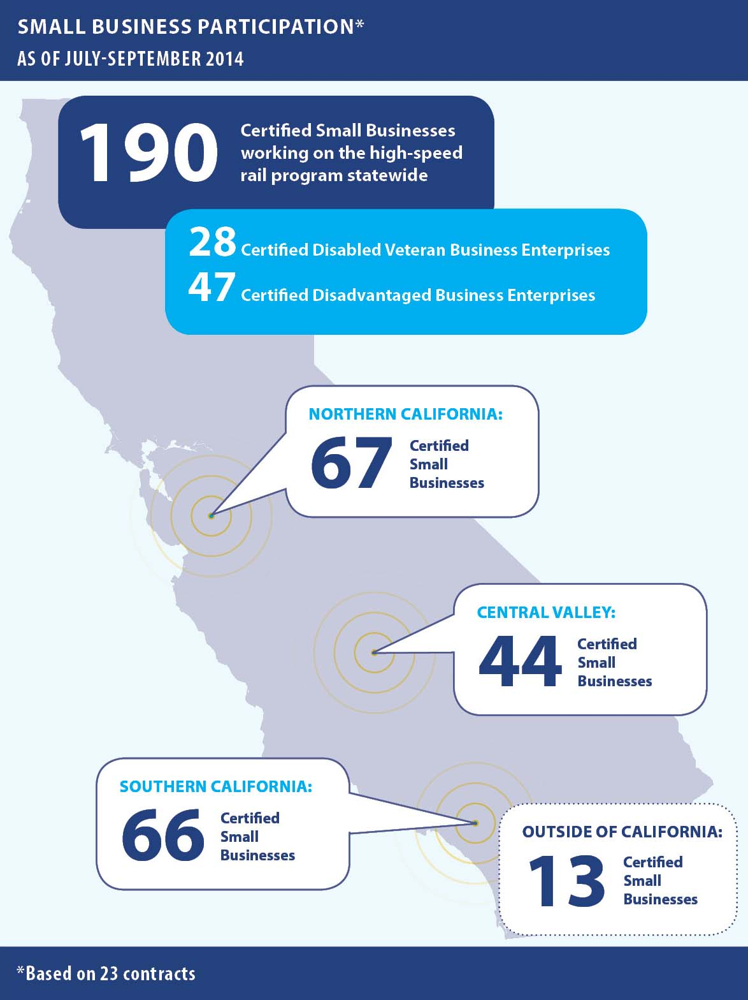 SMALL BUSINESS PARTICIPATION*
AS OF JULY-SEPTEMBER 2014
190
Certified Small Businesses
working on the high-speed
rail program statewide
28 Certified Disabled Veteran Business Enterprises
47 Certified Disadvantaged Business Enterprises
NORTHERN CALIFORNIA:
67
Certified
Small
Businesses
CENTRAL VALLEY:
44
Certified
Small
Businesses
SOUTHERN CALIFORNIA:
66
Certified
Small
Businesses
OUTSIDE OF CALIFORNIA:
13
Certified
Small
Businesses
*Based on 23 contracts